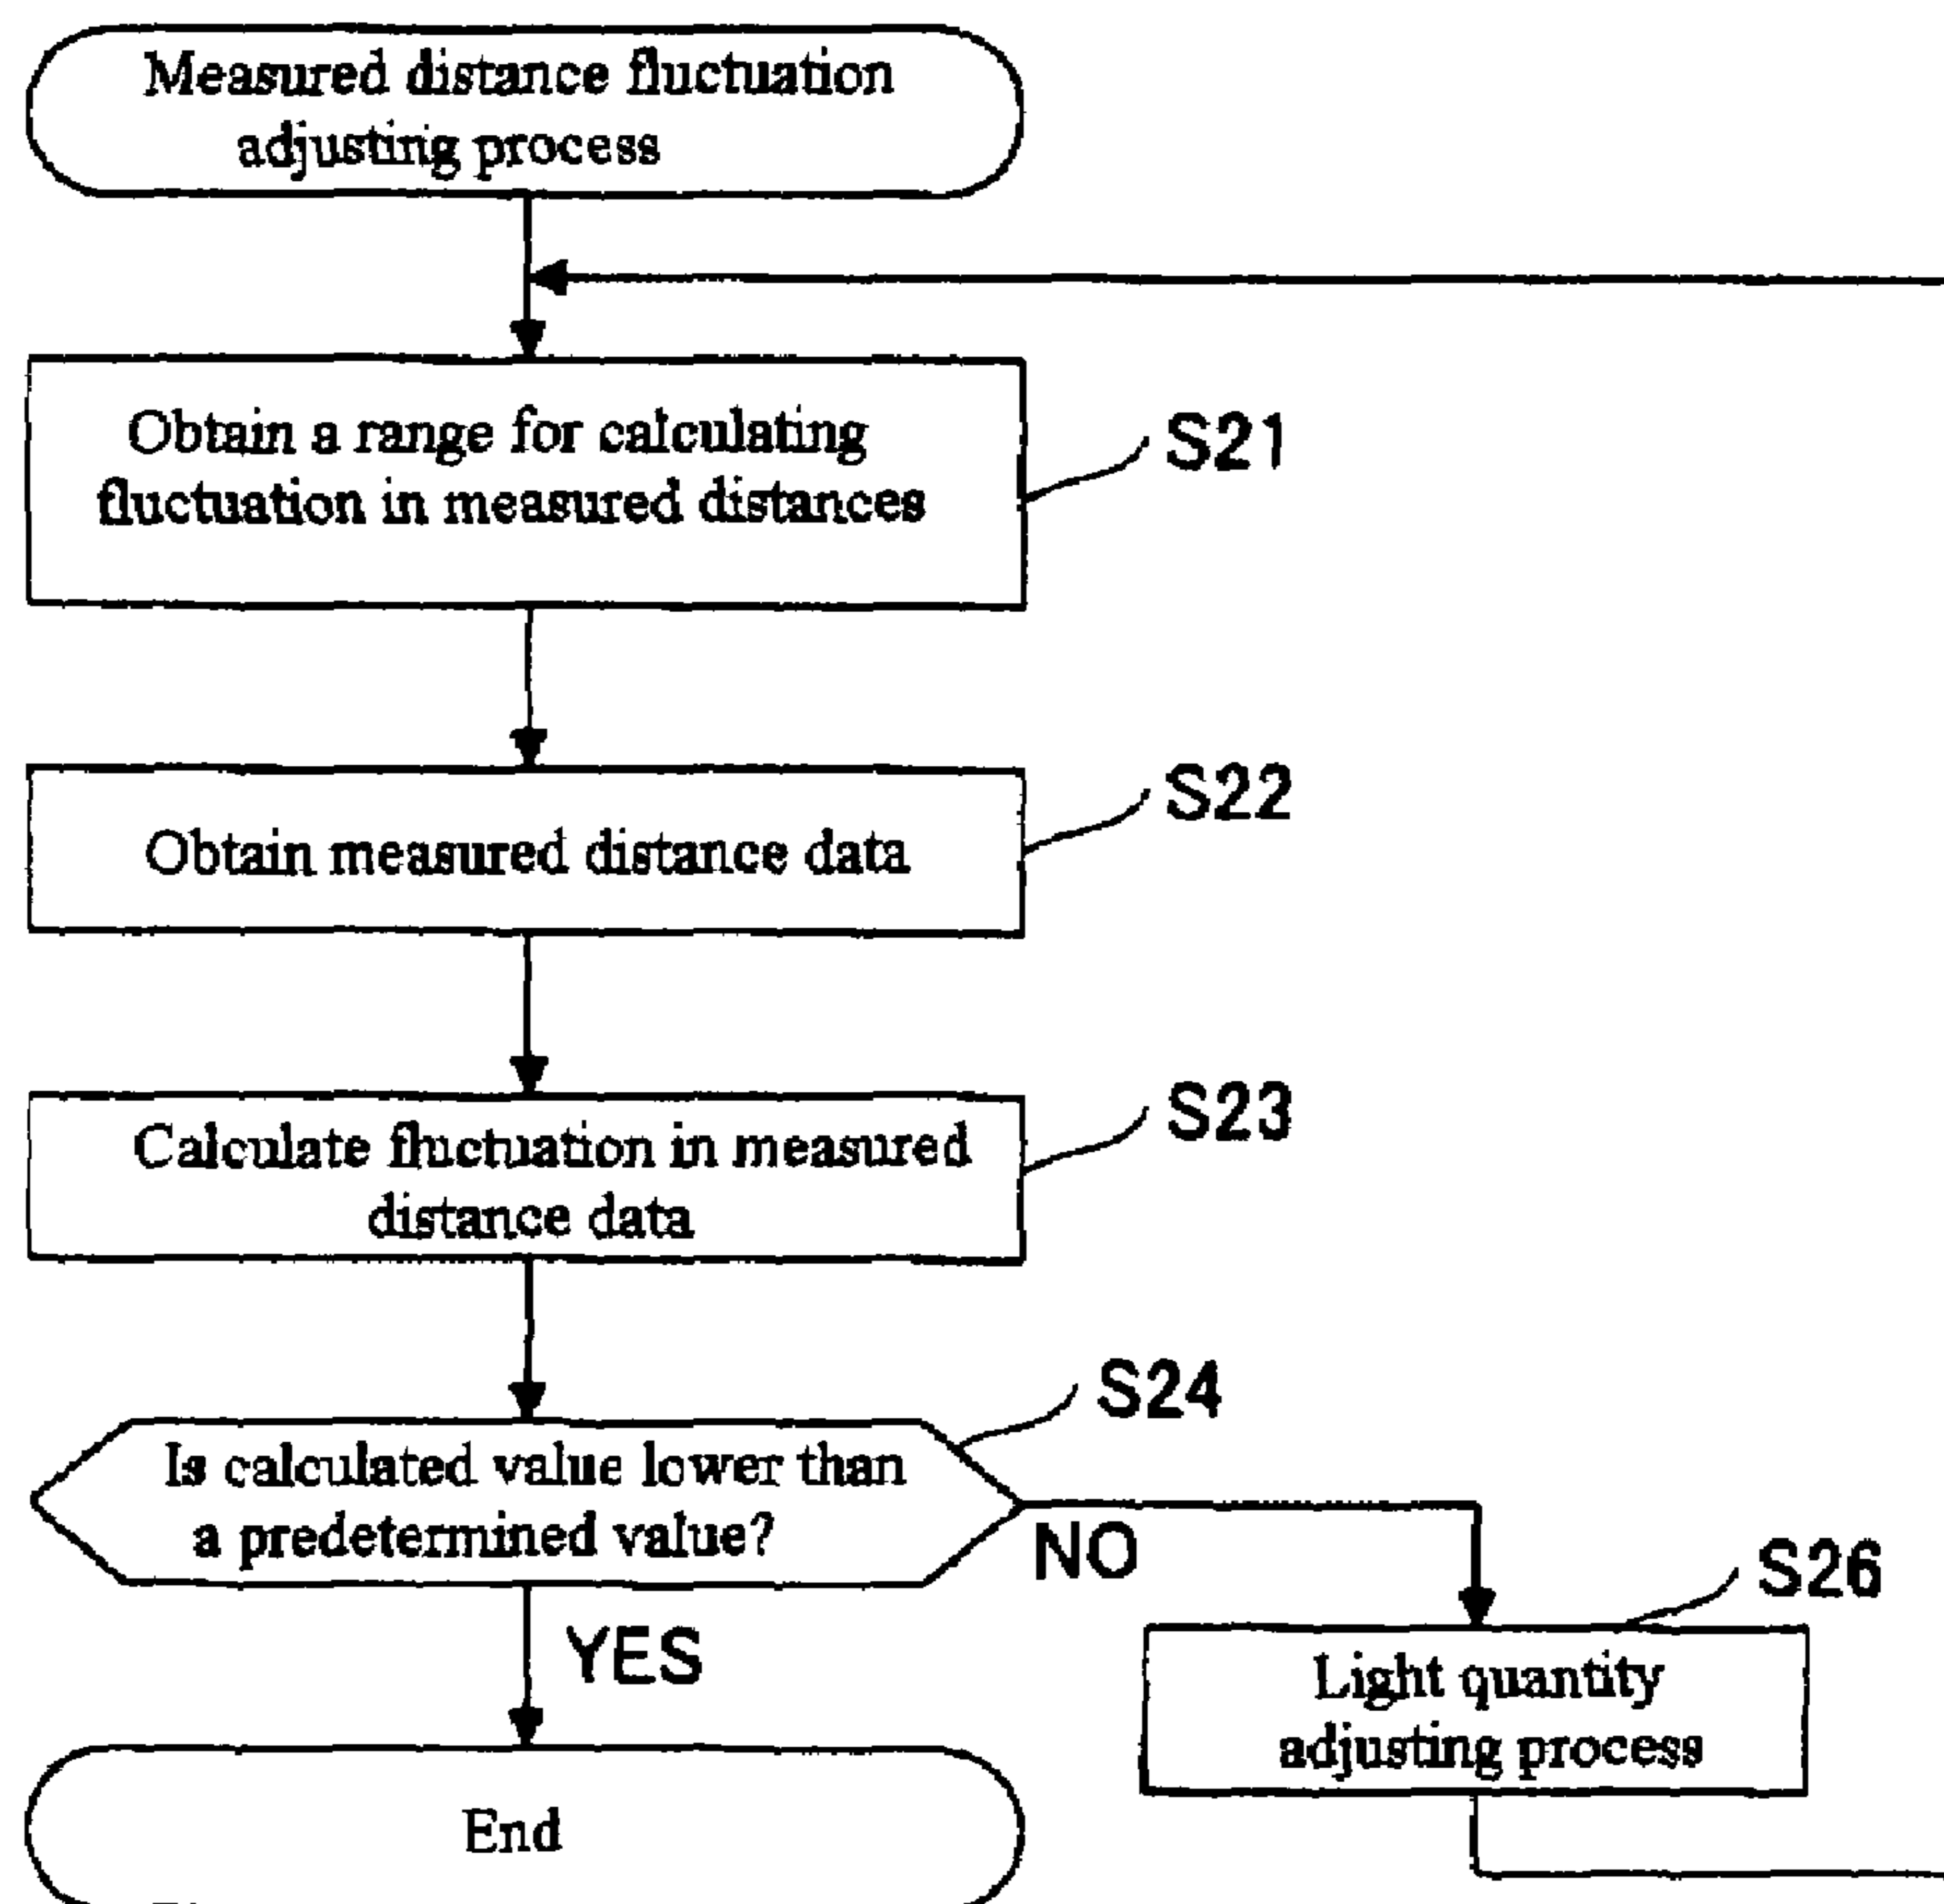 Measured distance fluctuation
adjusting process
Obtain a range for calculating
fluctuation in measured distances
S21
Obtain measured distance data
S22
Calculate fluctuation in measured
distance data
S23
Is calculated value lower than
a predetermined value?
S24
NO
YES
S26
Light quantity
adjusting process
End